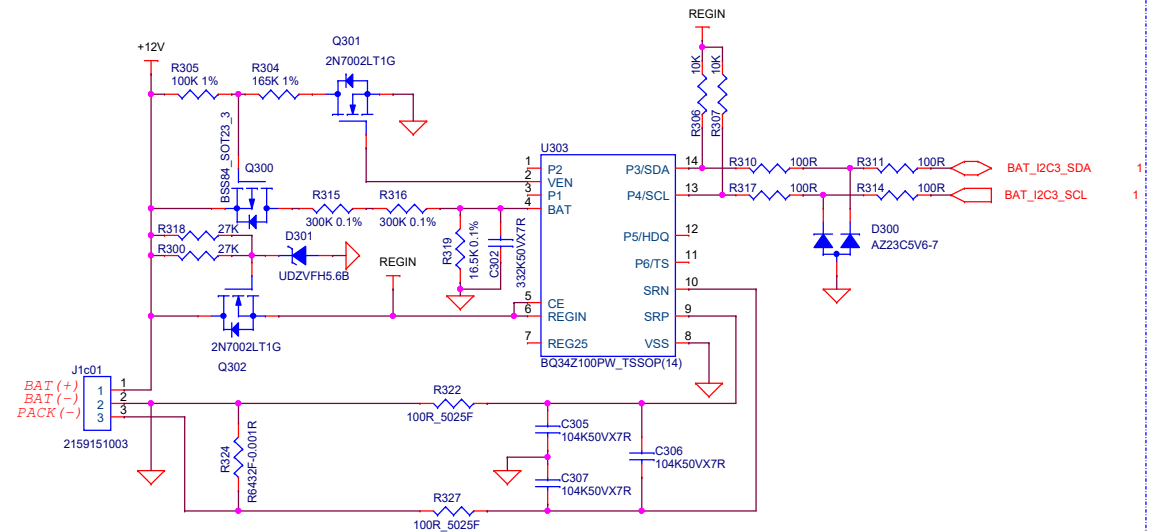 REGIN
+12V
Q301
2N7002LT1G
R305
100K 1%
R304
165K 1%
BSS84_SOT23_3
Q300
R306
10K
R307
10K
U303
1
P2
2
VEN
3
P1
4
BAT
5
CE
6
REGIN
7
REG25
14
P3/SDA
13
P4/SCL
12
P5/HDQ
11
P6/TS
10
SRN
9
SRP
8
VSS
BQ34Z100PW_TSSOP(14)
R310
100R
R311
100R
BAT_I2C3_SDA
1
R317
100R
R314
100R
BAT_I2C3_SCL
1
D300
AZ23C5V6-7
R315
300K 0.1%
R316
300K 0.1%
R318
27K
R300
27K
D301
UDZVFH5.6B
R319
16.5K 0.1%
C302
332K50VX7R
REGIN
2N7002LT1G
Q302
J1c01
BAT(+)
BAT(-)
PACK(-)
1
2
3
1
2
3
2159151003
R324
R6432F-0.001R
R322
100R_5025F
R327
100R_5025F
C305
104K50VX7R
C307
104K50VX7R
C306
104K50VX7R